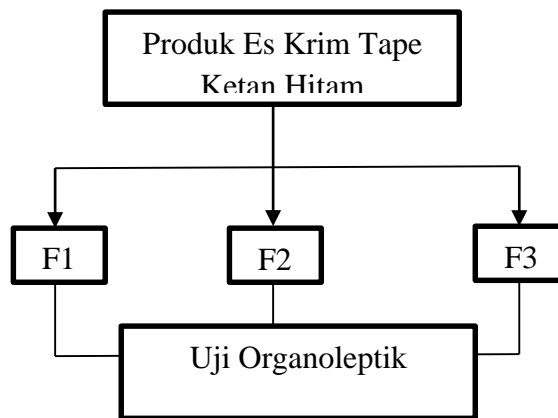 Produk Es Krim Tape
Ketan Hitam
F1
F2
F3
Uji Organoleptik